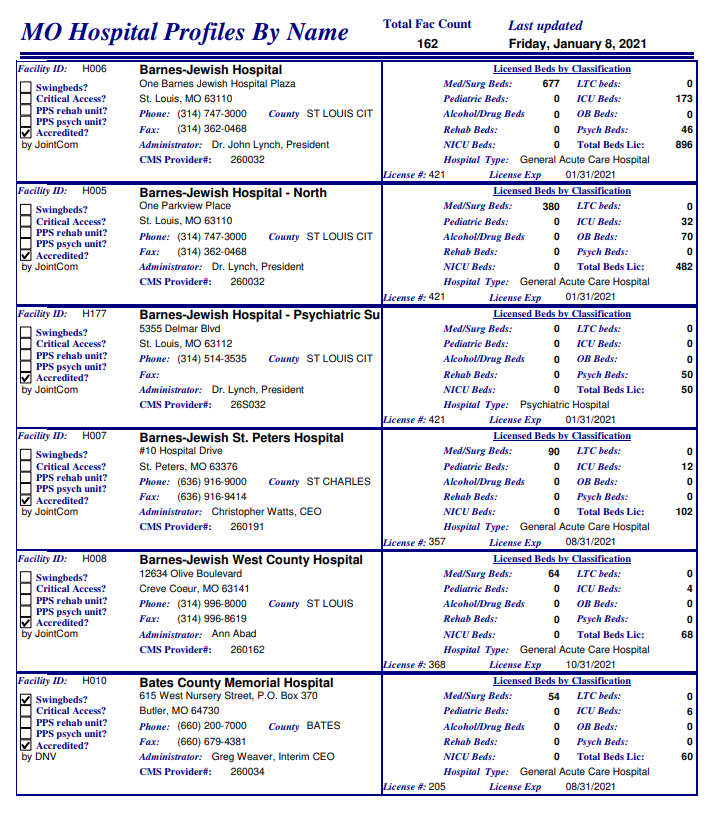 MO Hospital Profiles By Name
Total Fac Count
162
Last updated
Friday, January 8, 2021
Facility ID: H006
Swingbeds?
Critical Access?
PPS rehab unit?
PPS psych unit?
Accredited?
by JointCom
Barnes-Jewish Hospital
One Barnes Jewish Hospital Plaza
St. Louis, MO 63110
Phone: (314) 747-3000 County ST LOUIS CIT
Fax: (314) 362-0468
Administrator: Dr. John Lynch, President
CMS Provider#: 260032
Licensed Beds by Classification
Med/Surg Beds: 677 LTC beds: 0
Pediatric Beds: 0 ICU Beds: 173
Alcohol/Drug Beds 0 OB Beds: 0
Rehab Beds: 0 Psych Beds: 46
NICU Beds: 0 Total Beds Lic: 896
Hospital Type: General Acute Care Hospital
License #: 421 License Exp 01/31/2021
Facility ID: H005
Swingbeds?
Critical Access?
PPS rehab unit?
PPS psych unit?
Accredited?
by JointCom
Barnes-Jewish Hospital - North
One Parkview Place
St. Louis, MO 63110
Phone: (314) 747-3000 County ST LOUIS CIT
Fax: (314) 362-0468
Administrator: Dr. Lynch, President
CMS Provider#: 260032
Licensed Beds by Classification
Med/Surg Beds: 380 LTC beds: 0
Pediatric Beds: 0 ICU Beds: 32
Alcohol/Drug Beds 0 OB Beds: 70
Rehab Beds: 0 Psych Beds: 0
NICU Beds: 0 Total Beds Lic: 482
Hospital Type: General Acute Care Hospital
License #: 421 License Exp 01/31/2021
Facility ID: H177
Swingbeds?
Critical Access?
PPS rehab unit?
PPS psych unit?
Accredited?
by JointCom
Barnes-Jewish Hospital - Psychiatric Su
5355 Delmar Blvd
St. Louis, MO 63112
Phone: (314) 514-3535 County ST LOUIS CIT
Fax:
Administrator: Dr. Lynch, President
CMS Provider#: 26S032
Licensed Beds by Classification
Med/Surg Beds: 0 LTC beds: 0
Pediatric Beds: 0 ICU Beds: 0
Alcohol/Drug Beds 0 OB Beds: 0
Rehab Beds: 0 Psych Beds: 50
NICU Beds: 0 Total Beds Lic: 50
Hospital Type: Psychiatric Hospital
License #: 421 License Exp 01/31/2021
Facility ID: H007
Swingbeds?
Critical Access?
PPS rehab unit?
PPS psych unit?
Accredited?
by JointCom
Barnes-Jewish St. Peters Hospital
#10 Hospital Drive
St. Peters, MO 63376
Phone: (636) 916-9000 County ST CHARLES
Fax: (636) 916-9414
Administrator: Christopher Watts, CEO
CMS Provider#: 260191
Licensed Beds by Classification
Med/Surg Beds: 90 LTC beds: 0
Pediatric Beds: 0 ICU Beds: 12
Alcohol/Drug Beds 0 OB Beds: 0
Rehab Beds: 0 Psych Beds: 0
NICU Beds: 0 Total Beds Lic: 102
Hospital Type: General Acute Care Hospital
License #: 357 License Exp 08/31/2021
Facility ID: H008
Swingbeds?
Critical Access?
PPS rehab unit?
PPS psych unit?
Accredited?
by JointCom
Barnes-Jewish West County Hospital
12634 Olive Boulevard
Creve Coeur, MO 63141
Phone: (314) 996-8000 County ST LOUIS
Fax: (314) 996-8619
Administrator: Ann Abad
CMS Provider#: 260162
Licensed Beds by Classification
Med/Surg Beds: 64 LTC beds: 0
Pediatric Beds: 0 ICU Beds: 4
Alcohol/Drug Beds 0 OB Beds: 0
Rehab Beds: 0 Psych Beds: 0
NICU Beds: 0 Total Beds Lic: 68
Hospital Type: General Acute Care Hospital
License #: 368 License Exp 10/31/2021
Facility ID: H010
Swingbeds?
Critical Access?
PPS rehab unit?
PPS psych unit?
Accredited?
by DNV
Bates County Memorial Hospital
615 West Nursery Street, P.O. Box 370
Butler, MO 64730
Phone: (660) 200-7000 County BATES
Fax: (660) 679-4381
Administrator: Greg Weaver, Interim CEO
CMS Provider#: 260034
Licensed Beds by Classification
Med/Surg Beds: 54 LTC beds: 0
Pediatric Beds: 0 ICU Beds: 6
Alcohol/Drug Beds 0 OB Beds: 0
Rehab Beds: 0 Psych Beds: 0
NICU Beds: 0 Total Beds Lic: 60
Hospital Type: General Acute Care Hospital
License #: 205 License Exp 08/31/2021